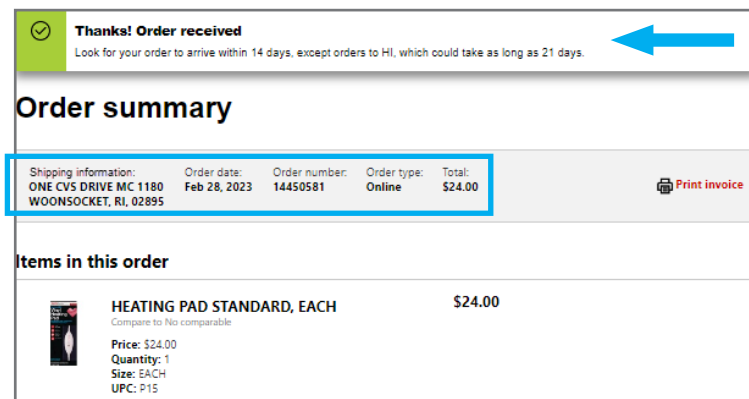 Thanks! Order received
Look for your order to arrive within 14 days, except orders to HI, which could take as long as 21 days.
Order summary
Shipping information: Order date: Order number: Order type: Total:
ONE CVS DRIVE MC 1180 Feb 28, 2023 14450581 Online $24.00
WOONSOCKET, RI, 02895
Print invoice
Items in this order
HEATING PAD STANDARD, EACH $24.00
Compare to No comparable
Price: $24.00
Quantity: 1
Size: EACH
UPC: P15